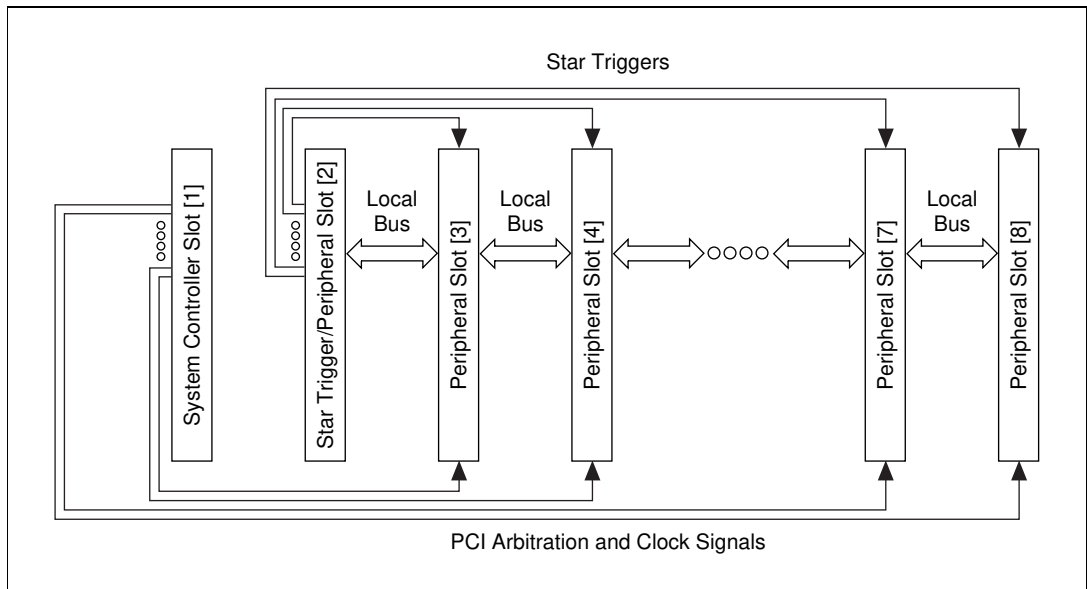 Star Triggers
System Controller Slot [1]
Star Trigger/Peripheral Slot [2]
Local
Bus
Peripheral Slot [3]
Local
Bus
Peripheral Slot [4]
Peripheral Slot [7]
Local
Bus
Peripheral Slot [8]
PCI Arbitration and Clock Signals